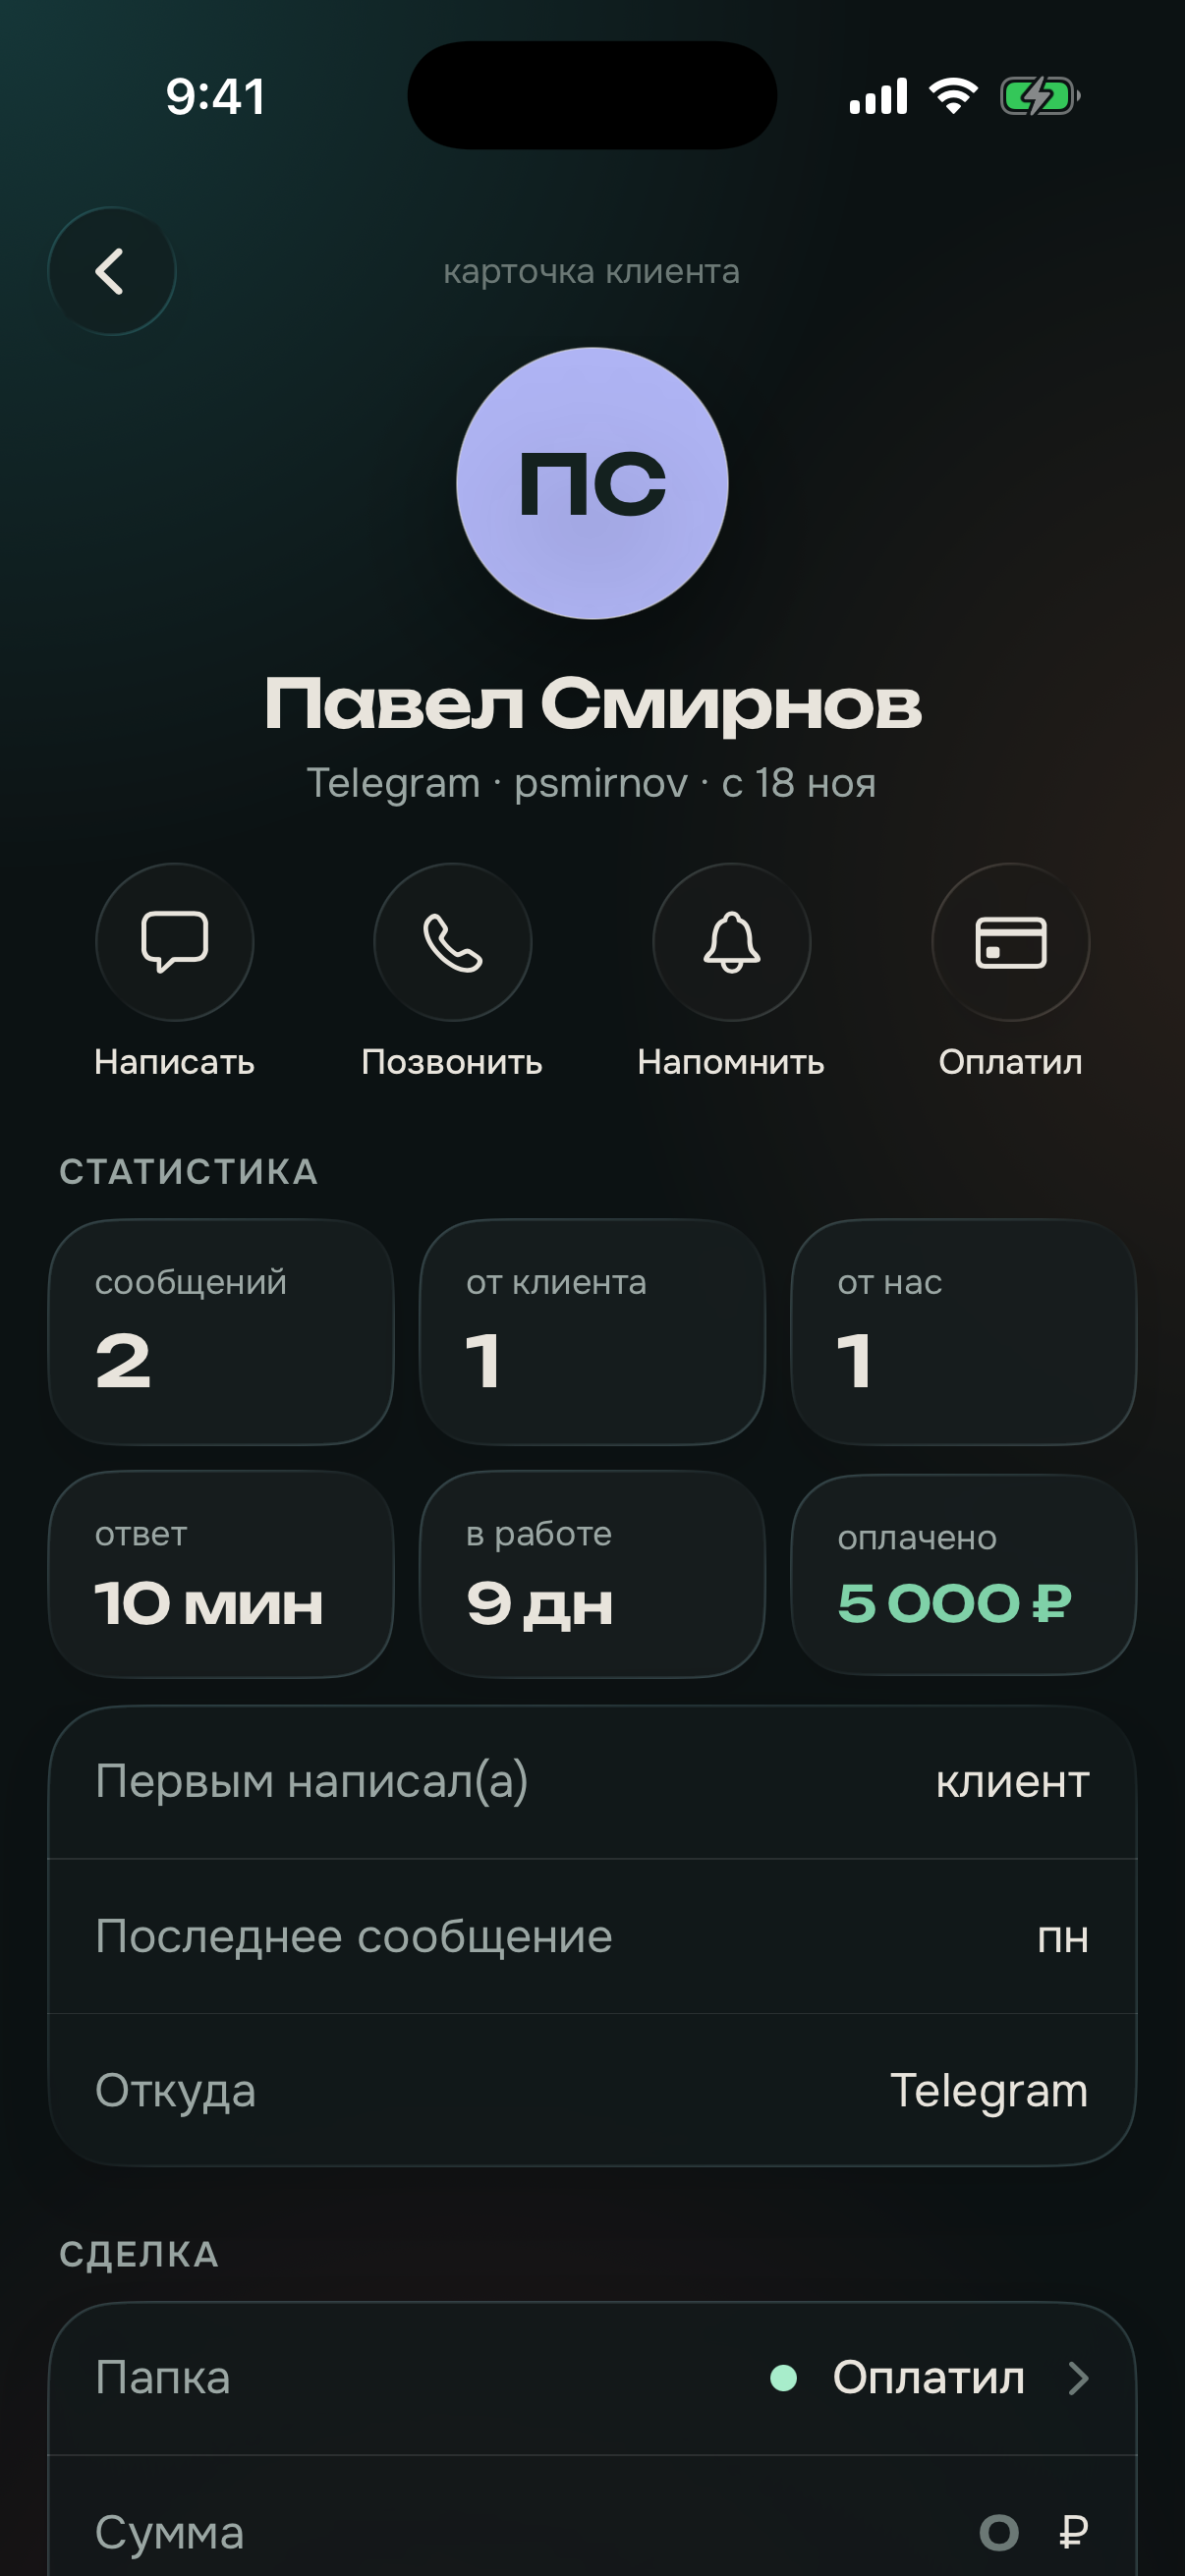 9:41
карточка клиента
ПС
Павел Смирнов
Telegram · psmirnov · с 18 ноя
Написать Позвонить Напомнить Оплатил
СТАТИСТИКА
сообщений от клиента от нас
2 1 1
ответ в работе оплачено
10 мин 9 дн 5 000 ₽
Первым написал(а) клиент
Последнее сообщение пн
Откуда Telegram
СДЕЛКА
Папка Оплатил
Сумма 0 ₽